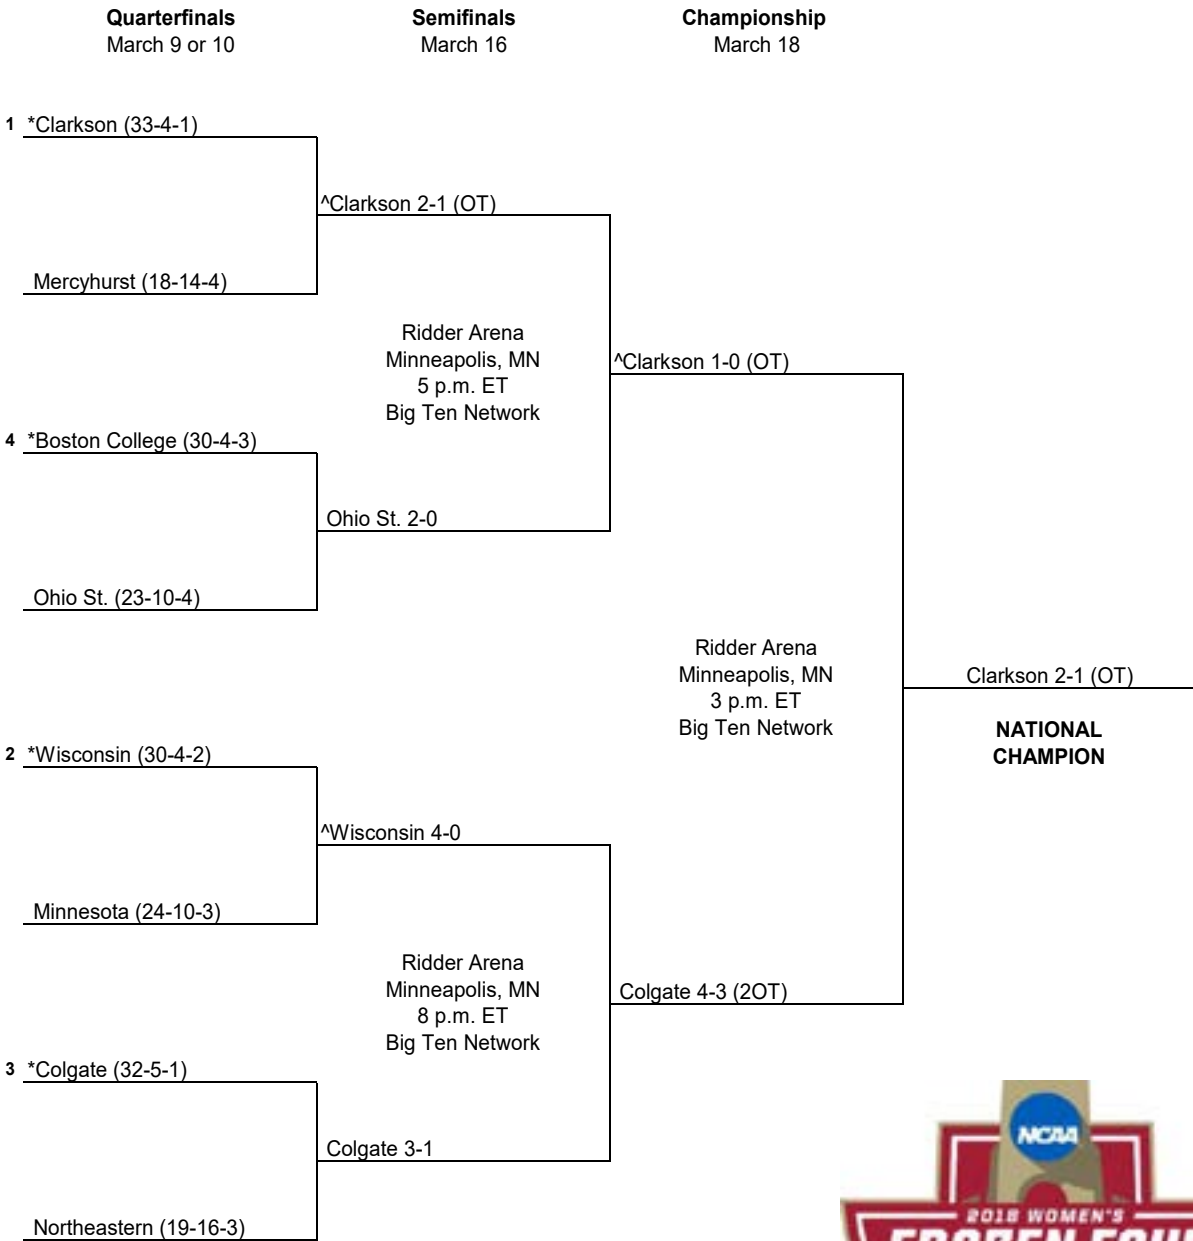 Quarterfinals
March 9 or 10
Semifinals
March 16
Championship
March 18
1 *Clarkson (33-4-1)
^Clarkson 2-1 (OT)
Mercyhurst (18-14-4)
Ridder Arena
Minneapolis, MN
5 p.m. ET
Big Ten Network
^Clarkson 1-0 (OT)
4 *Boston College (30-4-3)
Ohio St. 2-0
Ohio St. (23-10-4)
Ridder Arena
Minneapolis, MN
3 p.m. ET
Big Ten Network
Clarkson 2-1 (OT)
NATIONAL
CHAMPION
2 *Wisconsin (30-4-2)
^Wisconsin 4-0
Minnesota (24-10-3)
Ridder Arena
Minneapolis, MN
8 p.m. ET
Big Ten Network
Colgate 4-3 (2OT)
3 *Colgate (32-5-1)
Colgate 3-1
Northeastern (19-16-3)
NCAA
2018 WOMEN'S
FROZEN FOUR